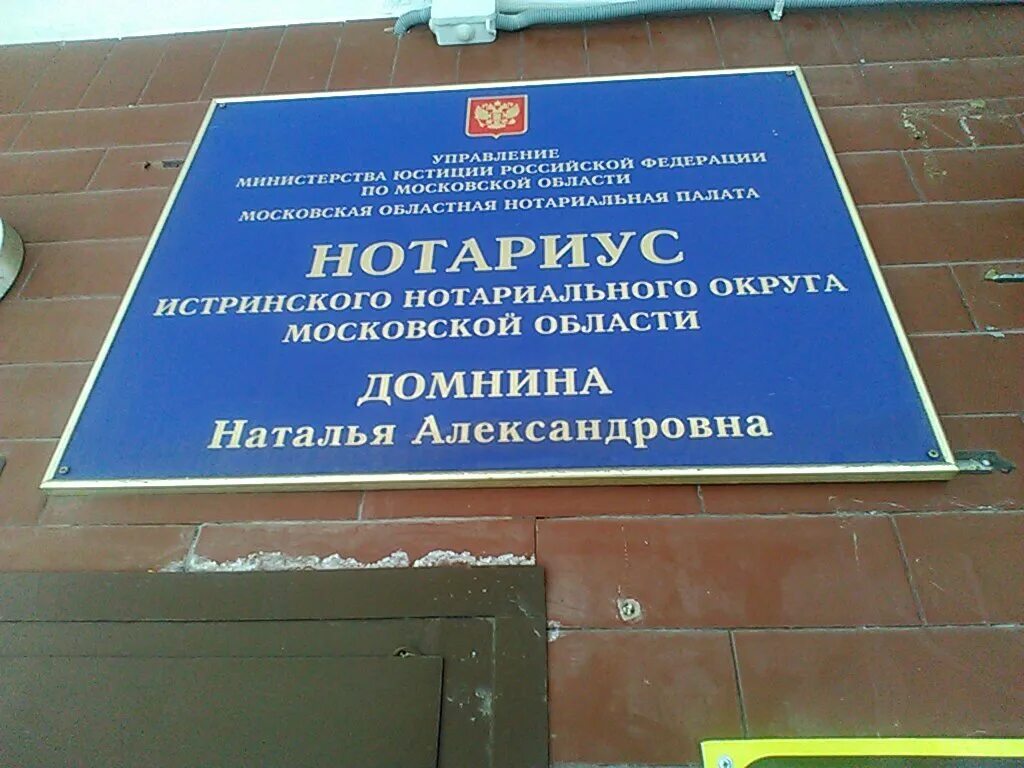 УПРАВЛЕНИЕ
МИНИСТЕРСТВА ЮСТИЦИИ РОССИЙСКОЙ ФЕДЕРАЦИИ
ПО МОСКОВСКОЙ ОБЛАСТИ
МОСКОВСКАЯ ОБЛАСТНАЯ НОТАРИАЛЬНАЯ ПАЛАТА
НОТАРИУС
ИСТРИНСКОГО НОТАРИАЛЬНОГО ОКРУГА
МОСКОВСКОЙ ОБЛАСТИ
ДОМНИНА
Наталья Александровна